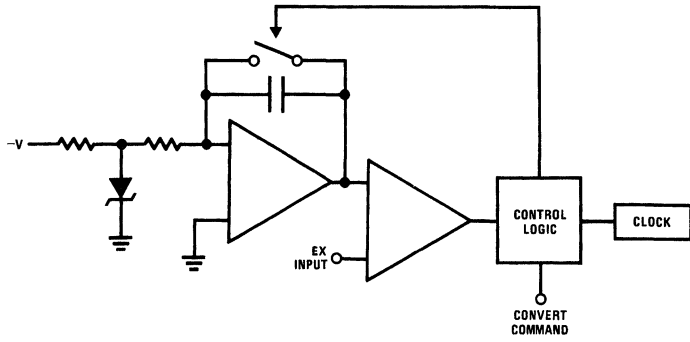 –V
EX
INPUT
CONTROL
LOGIC
CLOCK
CONVERT
COMMAND